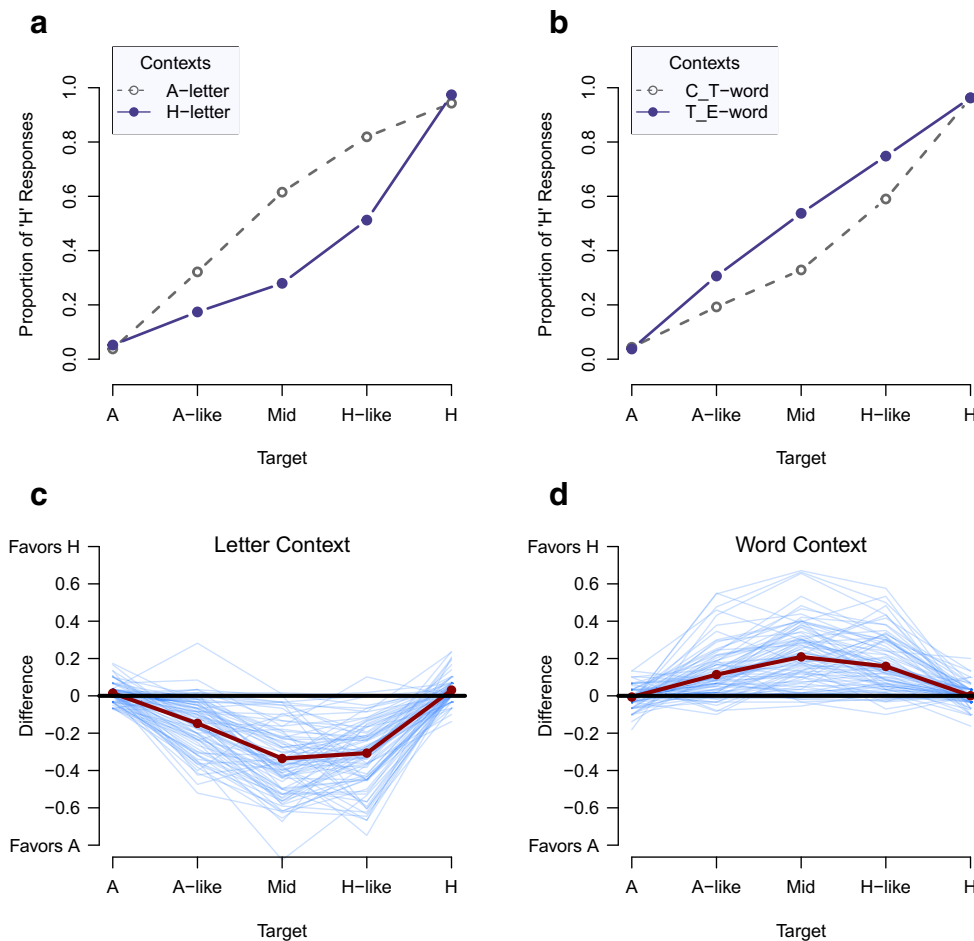 a
Contexts
A-letter
H-letter
Proportion of 'H' Responses
1.0
0.8
0.6
0.4
0.2
0.0
A A-like Mid H-like H
Target
b
Contexts
C_T-word
T_E-word
Proportion of 'H' Responses
1.0
0.8
0.6
0.4
0.2
0.0
A A-like Mid H-like H
Target
c
Letter Context
Difference
Favors H
0.6
0.4
0.2
0
−0.2
−0.4
−0.6
Favors A
A A-like Mid H-like H
Target
d
Word Context
Difference
Favors H
0.6
0.4
0.2
0
−0.2
−0.4
−0.6
Favors A
A A-like Mid H-like H
Target